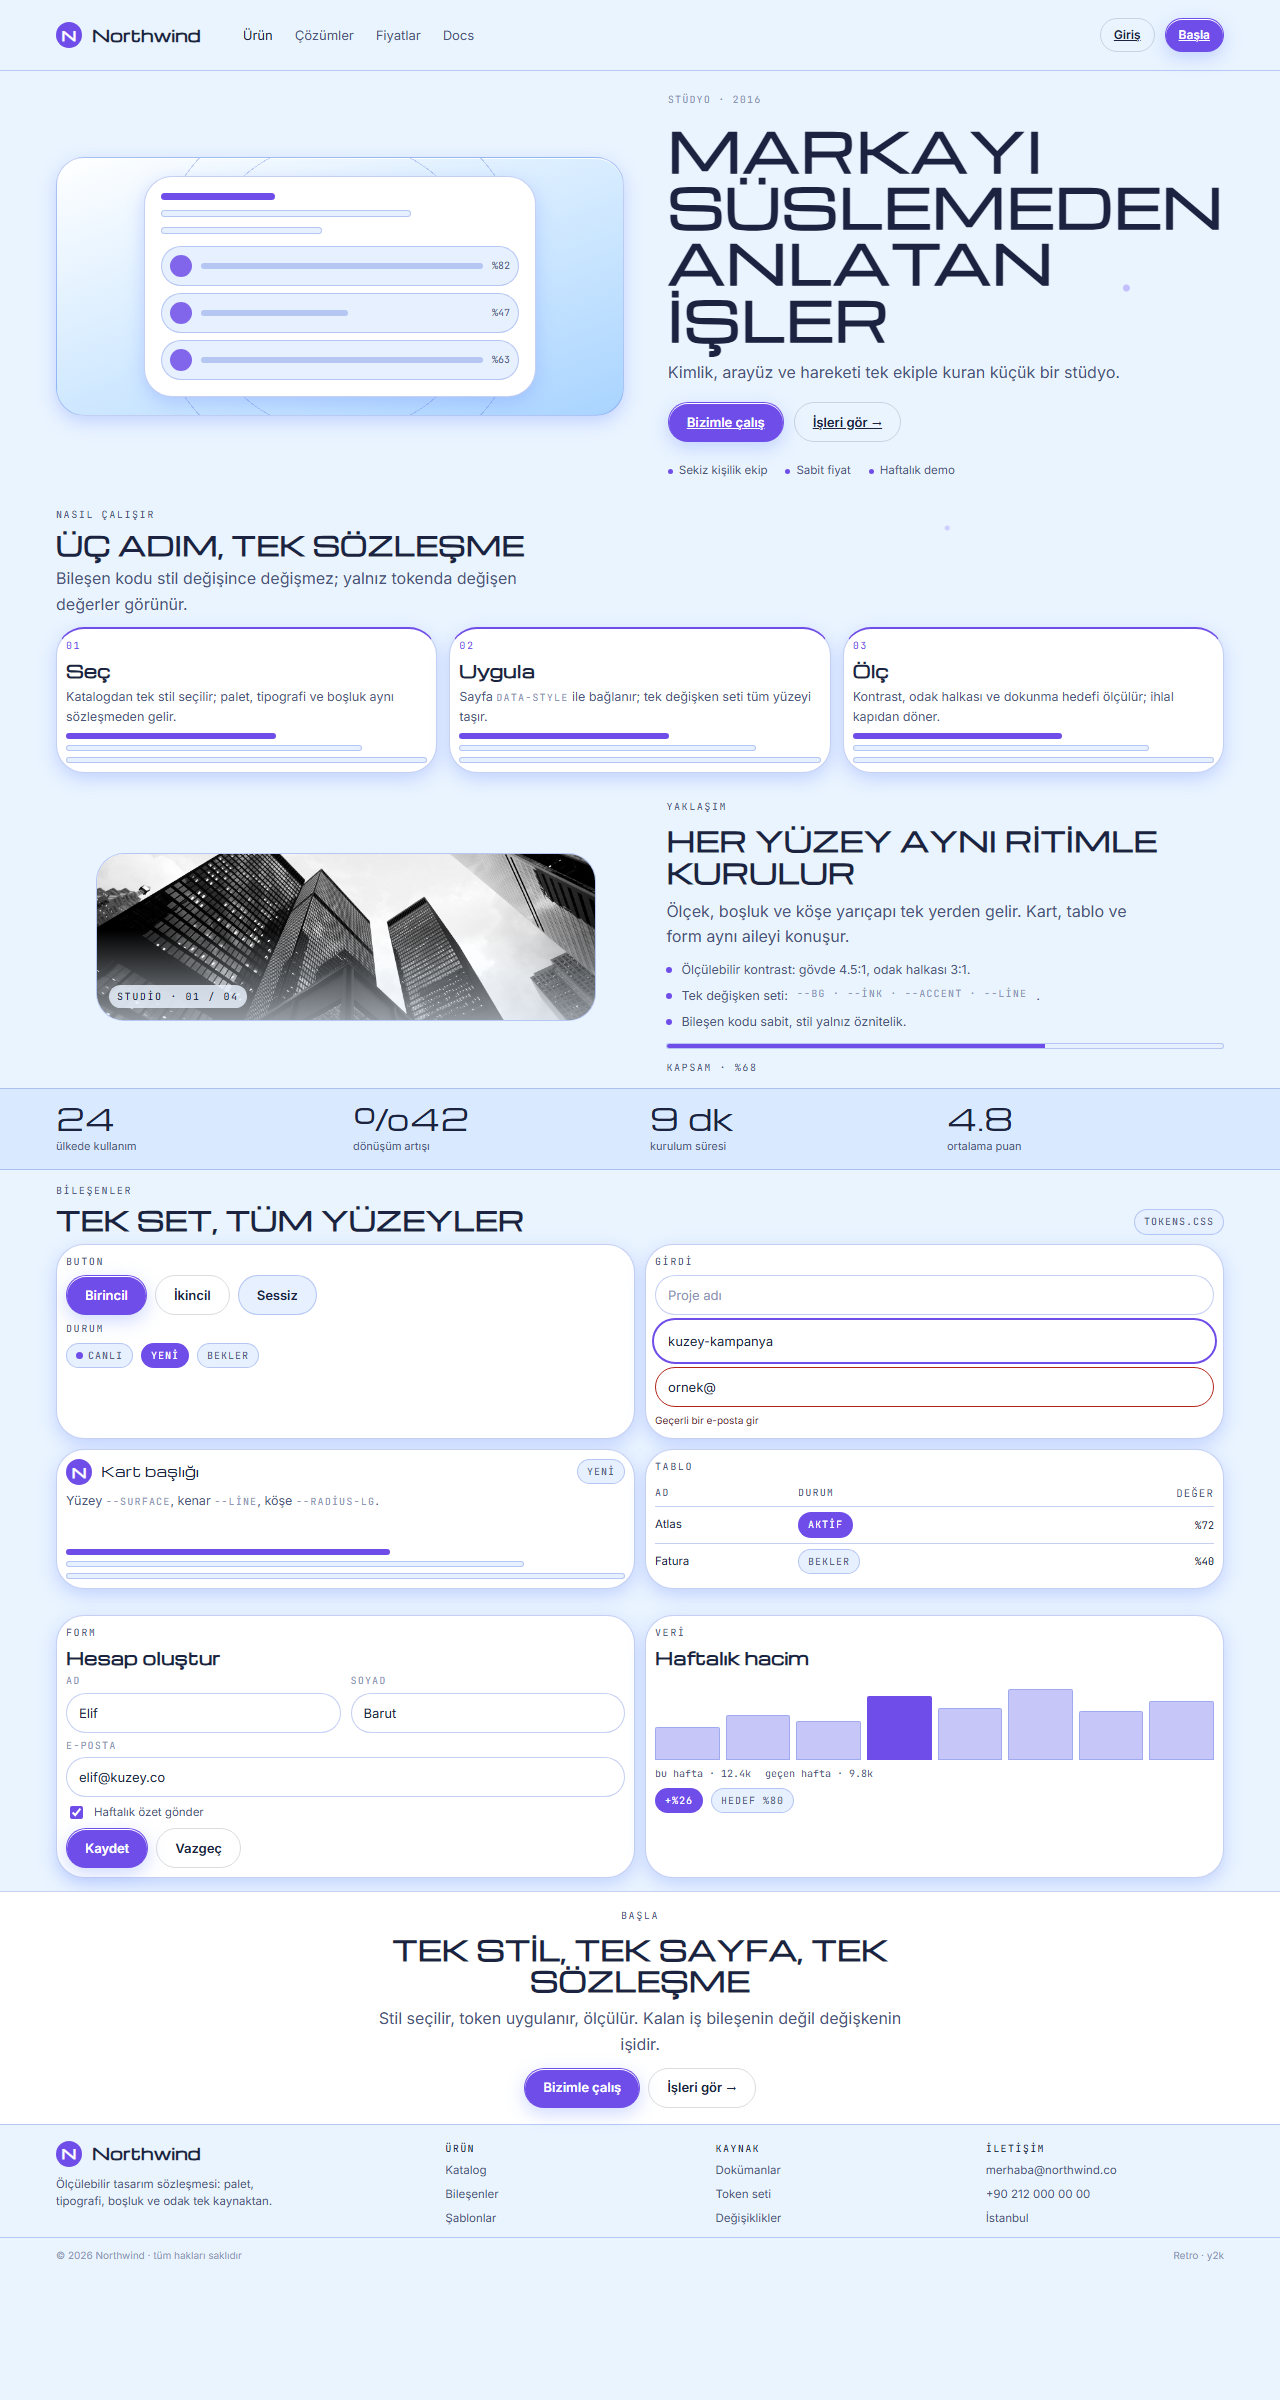 Northwind
Ürün Çözümler Fiyatlar Docs
Giriş Başla
%82
%47
%63
STÜDYO · 2016
MARKAYI
SÜSLEMEDEN
ANLATAN
İŞLER
Kimlik, arayüz ve hareketi tek ekiple kuran küçük bir stüdyo.
Bizimle çalış İşleri gör →
Sekiz kişilik ekip Sabit fiyat Haftalık demo
NASIL ÇALIŞIR
ÜÇ ADIM, TEK SÖZLEŞME
Bileşen kodu stil değişince değişmez; yalnız tokenda değişen
değerler görünür.
01
Seç
Katalogdan tek stil seçilir; palet, tipografi ve boşluk aynı
sözleşmeden gelir.
02
Uygula
Sayfa DATA-STYLE ile bağlanır; tek değişken seti tüm yüzeyi
taşır.
03
Ölç
Kontrast, odak halkası ve dokunma hedefi ölçülür; ihlal
kapıdan döner.
STUDİO · 01 / 04
YAKLAŞIM
HER YÜZEY AYNI RİTİMLE
KURULUR
Ölçek, boşluk ve köşe yarıçapı tek yerden gelir. Kart, tablo ve
form aynı aileyi konuşur.
Ölçülebilir kontrast: gövde 4.5:1, odak halkası 3:1.
Tek değişken seti: --BG · --İNK · --ACCENT · --LİNE .
Bileşen kodu sabit, stil yalnız öznitelik.
KAPSAM · %68
24
ülkede kullanım
%42
dönüşüm artışı
9 dk
kurulum süresi
4.8
ortalama puan
BİLEŞENLER
TEK SET, TÜM YÜZEYLER
TOKENS.CSS
BUTON
Birincil İkincil Sessiz
DURUM
CANLI YENİ BEKLER
GİRDİ
Proje adı
kuzey-kampanya
ornek@
Geçerli bir e-posta gir
N Kart başlığı YENİ
Yüzey --SURFACE, kenar --LİNE, köşe --RADİUS-LG.
TABLO
AD DURUM DEĞER
Atlas AKTİF %72
Fatura BEKLER %40
FORM
Hesap oluştur
AD SOYAD
Elif Barut
E-POSTA
elif@kuzey.co
Haftalık özet gönder
Kaydet Vazgeç
VERİ
Haftalık hacim
bu hafta · 12.4k geçen hafta · 9.8k
+%26 HEDEF %80
BAŞLA
TEK STİL, TEK SAYFA, TEK
SÖZLEŞME
Stil seçilir, token uygulanır, ölçülür. Kalan iş bileşenin değil değişkenin
işidir.
Bizimle çalış İşleri gör →
N Northwind
Ölçülebilir tasarım sözleşmesi: palet,
tipografi, boşluk ve odak tek kaynaktan.
ÜRÜN
Katalog
Bileşenler
Şablonlar
KAYNAK
Dokümanlar
Token seti
Değişiklikler
İLETİŞİM
merhaba@northwind.co
+90 212 000 00 00
İstanbul
© 2026 Northwind · tüm hakları saklıdır
Retro · y2k